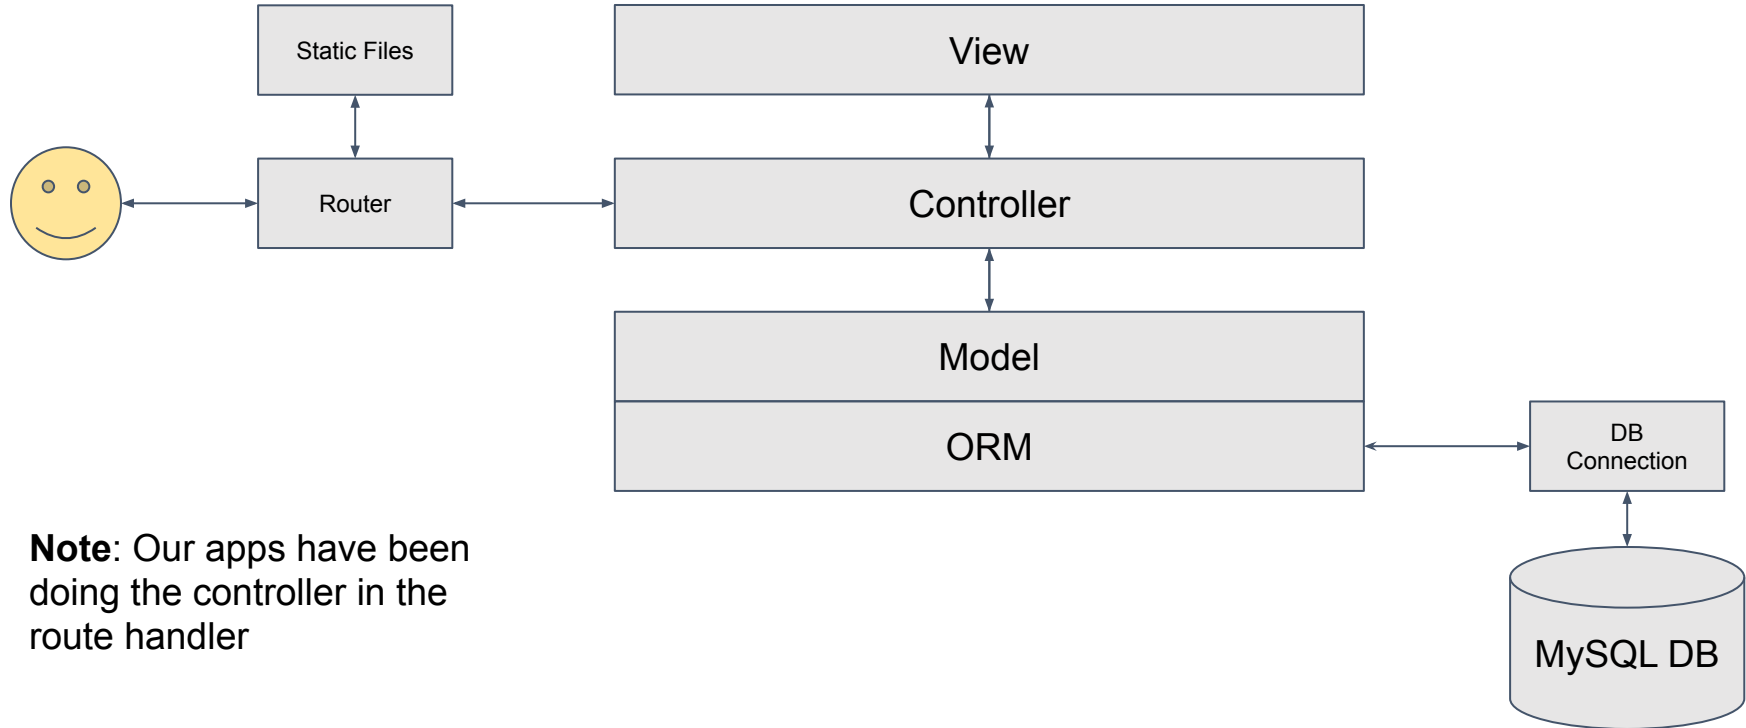 Static Files
View
Router
Controller
Model
ORM
DB
Connection
Note: Our apps have been
doing the controller in the
route handler
MySQL DB